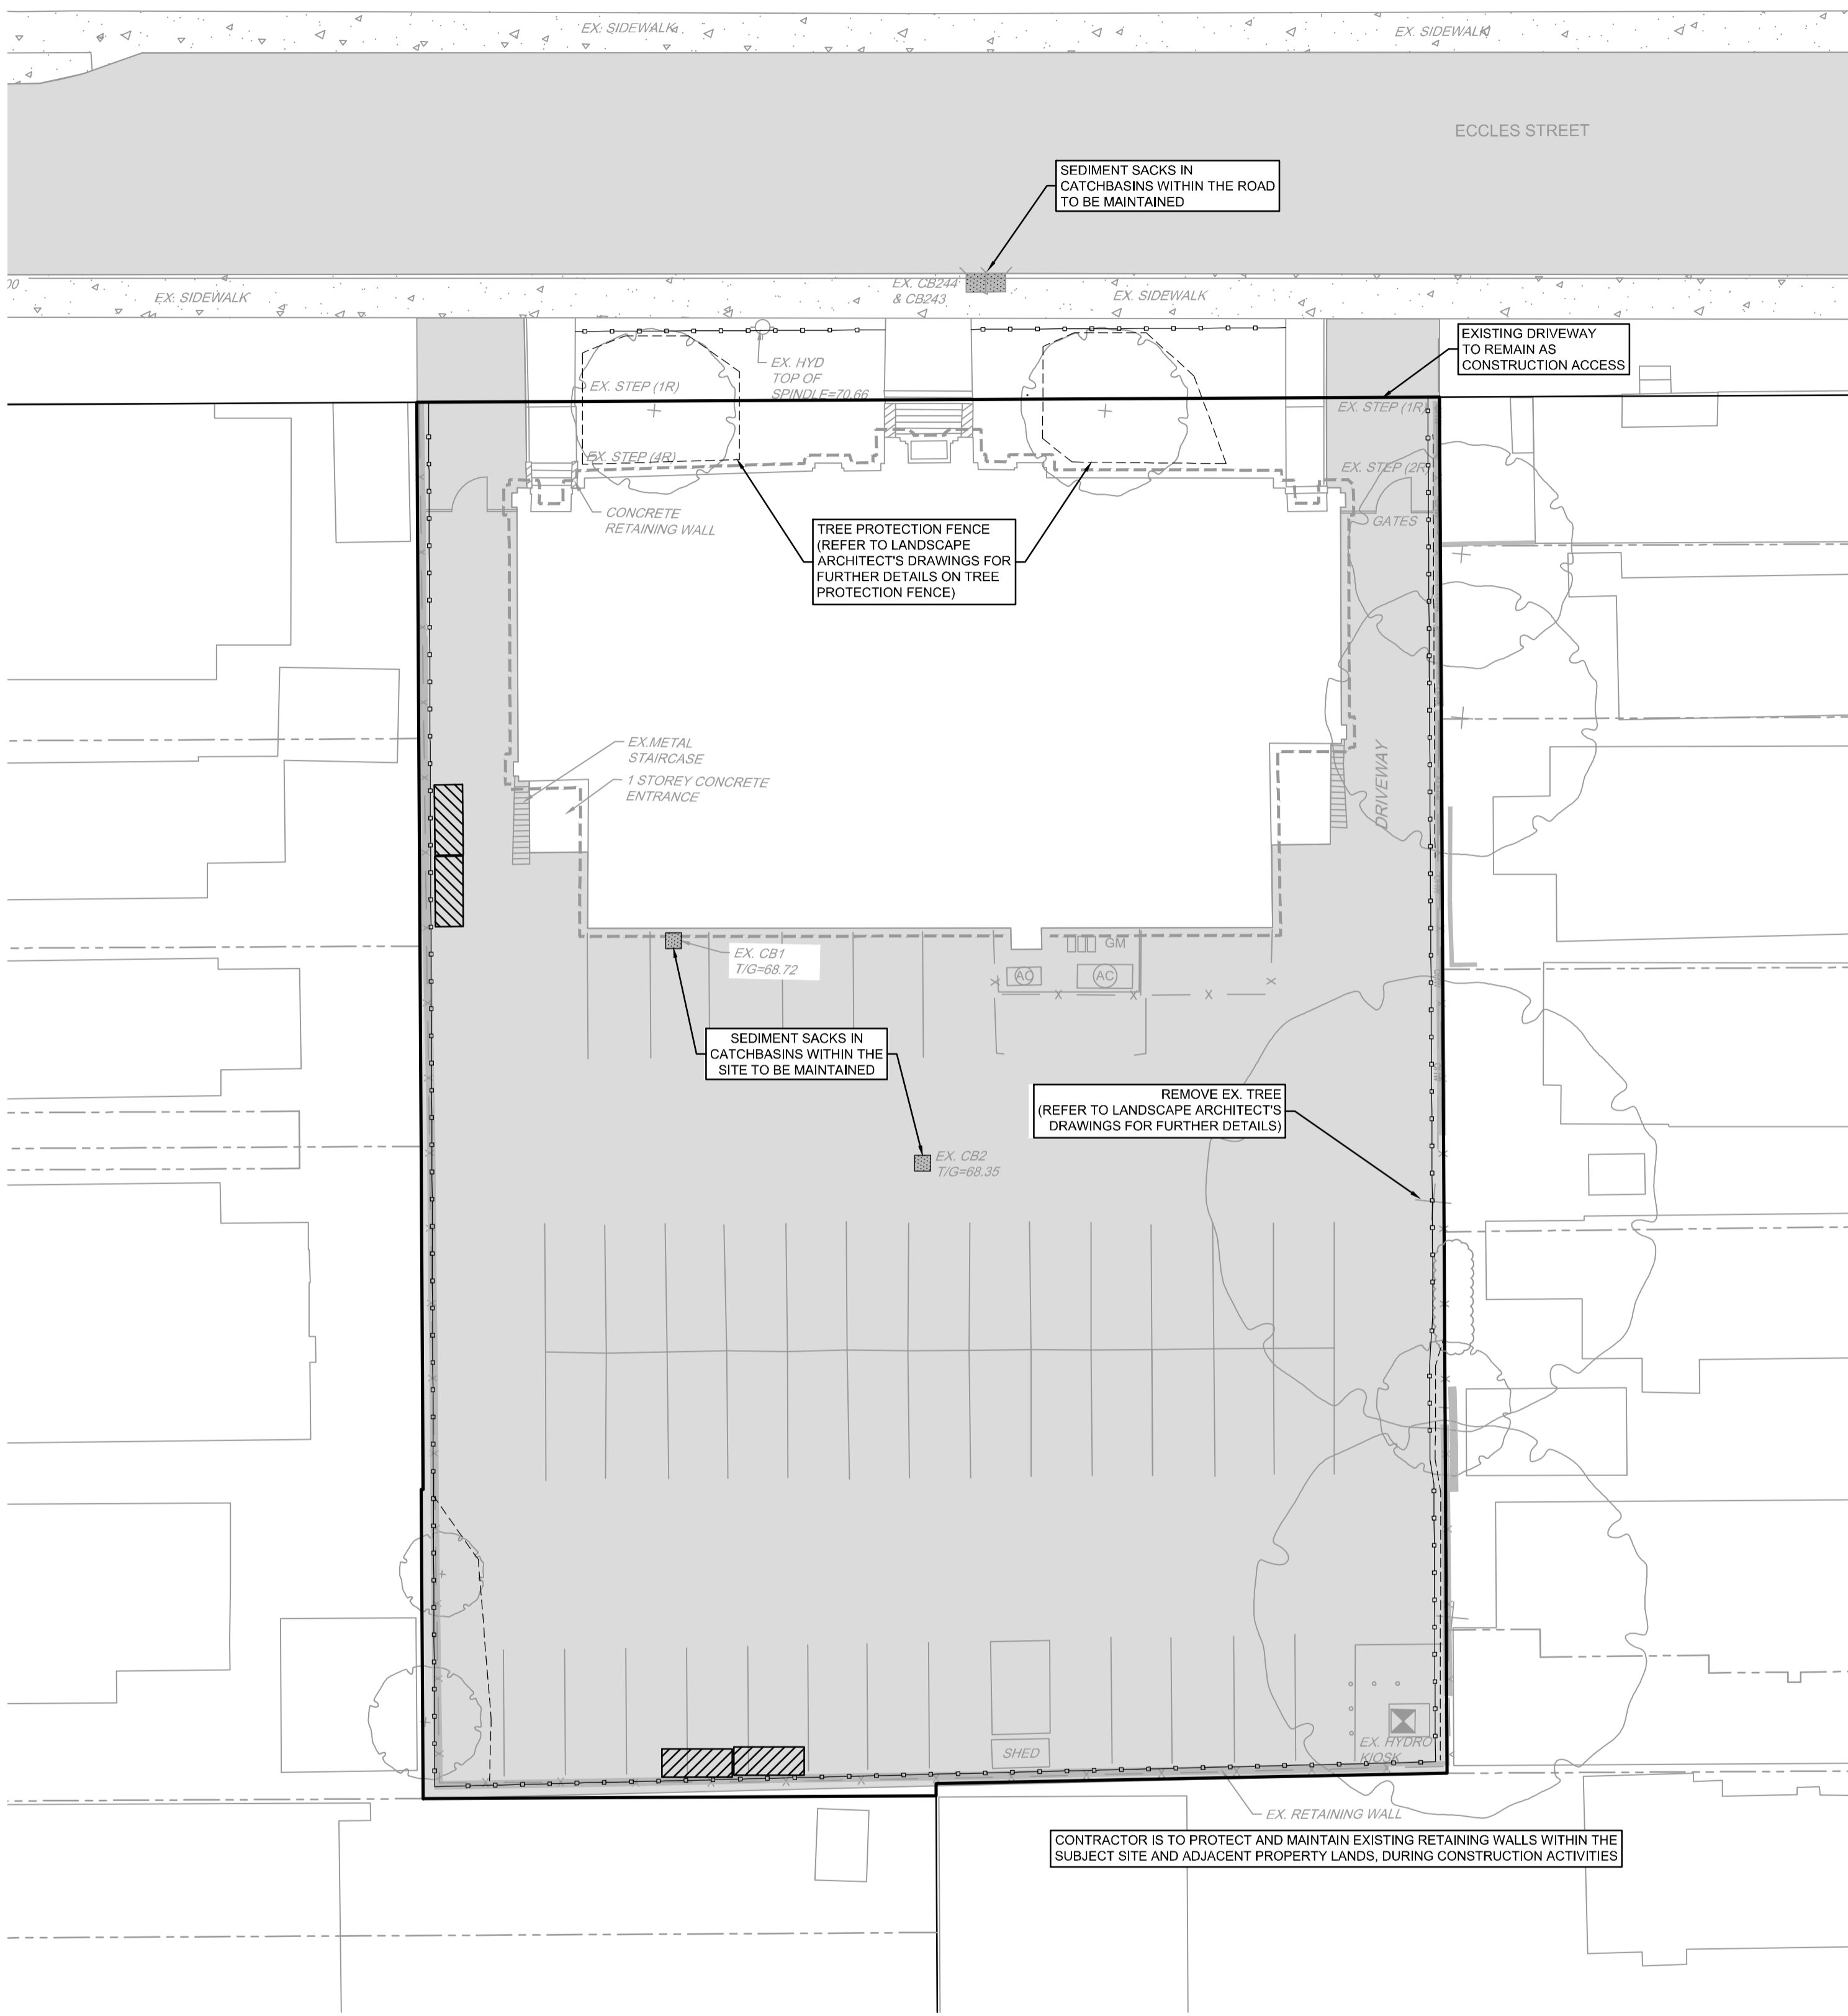 EX. SIDEWALK
EX. SIDEWALK
ECCLES STREET
SEDIMENT SACKS IN
CATCHBASINS WITHIN THE ROAD
TO BE MAINTAINED
00
EX. SIDEWALK
EX. CB244
& CB243
EX. SIDEWALK
EXISTING DRIVEWAY
TO REMAIN AS
CONSTRUCTION ACCESS
EX. HYD
TOP OF
SPINDLE=70.66
EX. STEP (1R)
EX. STEP (1R)
EX. STEP (4R)
EX. STEP (2R)
CONCRETE
RETAINING WALL
GATES
TREE PROTECTION FENCE
(REFER TO LANDSCAPE
ARCHITECT'S DRAWINGS FOR
FURTHER DETAILS ON TREE
PROTECTION FENCE)
EX.METAL
STAIRCASE
1 STOREY CONCRETE
ENTRANCE
DRIVEWAY
EX. CB1
T/G=68.72
GM
AC
AC
SEDIMENT SACKS IN
CATCHBASINS WITHIN THE
SITE TO BE MAINTAINED
REMOVE EX. TREE
(REFER TO LANDSCAPE ARCHITECT'S
DRAWINGS FOR FURTHER DETAILS)
EX. CB2
T/G=68.35
SHED
EX. HYDRO
KIOSK
EX. RETAINING WALL
CONTRACTOR IS TO PROTECT AND MAINTAIN EXISTING RETAINING WALLS WITHIN THE
SUBJECT SITE AND ADJACENT PROPERTY LANDS, DURING CONSTRUCTION ACTIVITIES